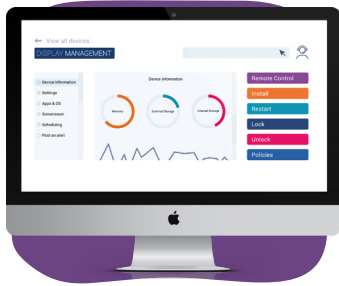 View all devices
DISPLAY MANAGEMENT
Device information
Settings
Apps & OS
Screensaver
Scheduling
Post an alert
Device information
Memory
External Storage
Internal Storage
Remote Control
Install
Restart
Lock
Unlock
Policies